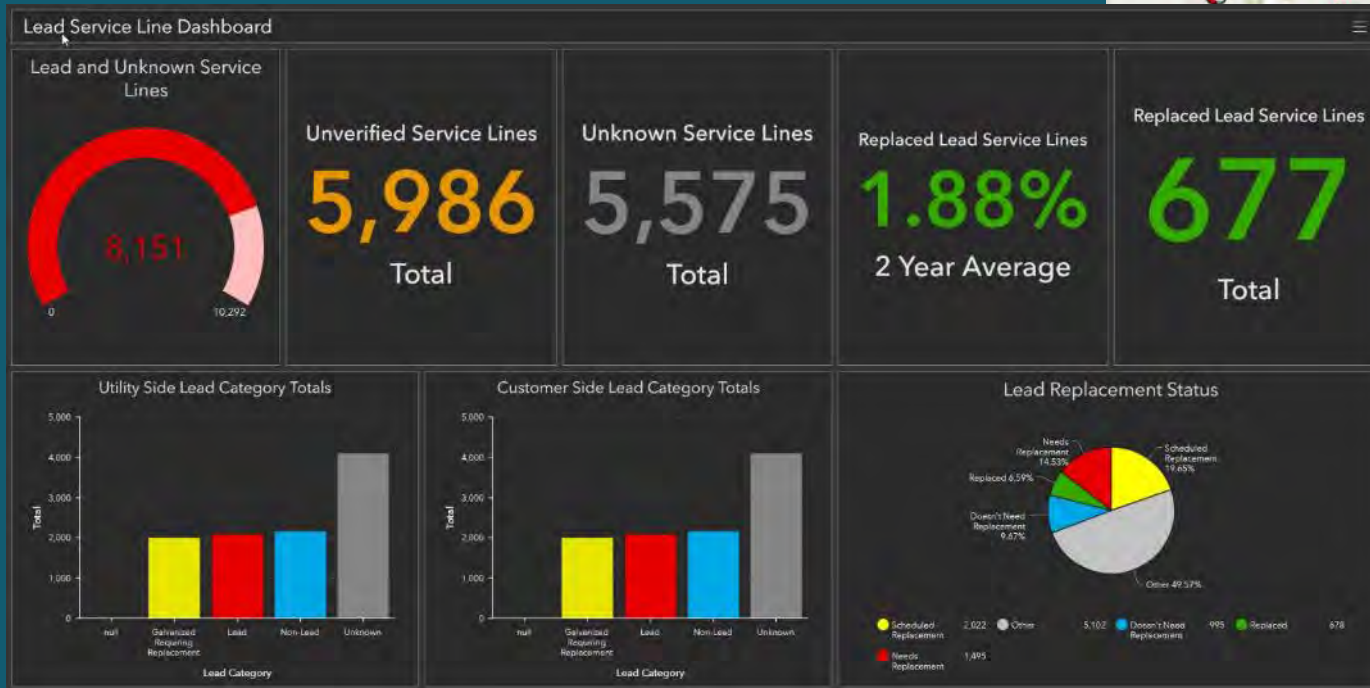 Lead Service Line Dashboard
Lead and Unknown Service
Lines
8,151
0
10,292
Unverified Service Lines
5,986
Total
Unknown Service Lines
5,575
Total
Replaced Lead Service Lines
1.88%
2 Year Average
Replaced Lead Service Lines
677
Total
Utility Side Lead Category Totals
5,000
4,000
3,000
2,000
1,000
0
Total
null
Galvanized
Requiring
Replacement
Lead
Non-Lead
Unknown
Lead Category
Customer Side Lead Category Totals
5,000
4,000
3,000
2,000
1,000
0
Total
null
Galvanized
Requiring
Replacement
Lead
Non-Lead
Unknown
Lead Category
Lead Replacement Status
Needs
Replacement
14.53%
Scheduled
Replacement
19.65%
Replaced 6.59%
Doesn't Need
Replacement
9.67%
Other 49.57%
Scheduled
Replacement
2,022
Other
5,102
Doesn't Need
Replacement
995
Replaced
678
Needs
Replacement
1,495